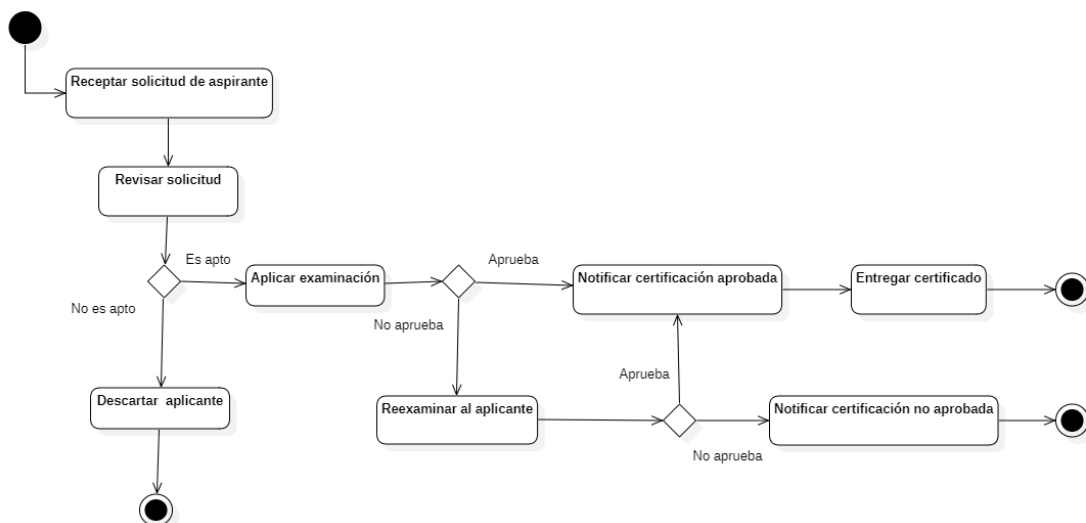 Receptar solicitud de aspirante
Revisar solicitud
Es apto
No es apto
Aplicar examinación
Aprueba
No aprueba
Notificar certificación aprobada
Entregar certificado
Descartar aplicante
Reexaminar al aplicante
Aprueba
No aprueba
Notificar certificación no aprobada